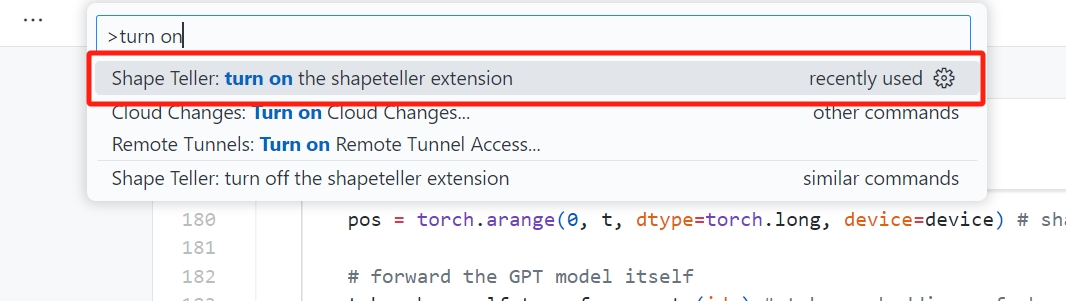 ...
>turn on
Shape Teller: turn on the shapeteller extension recently used
Cloud Changes: Turn on Cloud Changes... other commands
Remote Tunnels: Turn on Remote Tunnel Access...
Shape Teller: turn off the shapeteller extension similar commands
180 pos = torch.arange(0, t, dtype=torch.long, device=device) # sha
181
182 # forward the GPT model itself